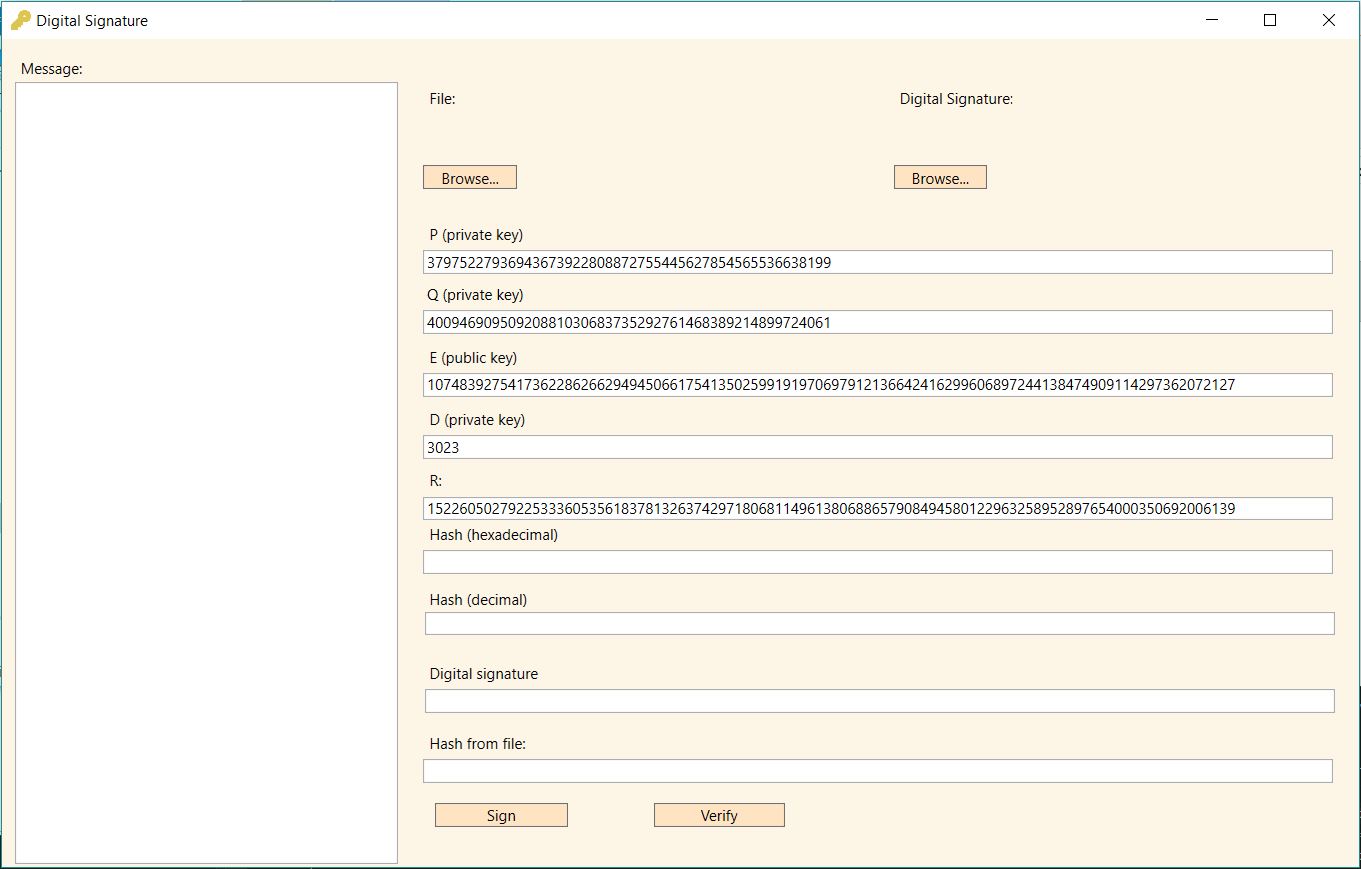 Digital Signature
Message:
File:
Digital Signature:
Browse...
Browse...
P (private key)
37975227936943673922808872755445627854565536638199
Q (private key)
40094690950920881030683735292761468389214899724061
E (public key)
1074839275417362286266294945066175413502599191970697912136642416299606897244138474909114297362072127
D (private key)
3023
R:
1522605027922533360535618378132637429718068114961380688657908494580122963258952897654000350692006139
Hash (hexadecimal)
Hash (decimal)
Digital signature
Hash from file:
Sign
Verify